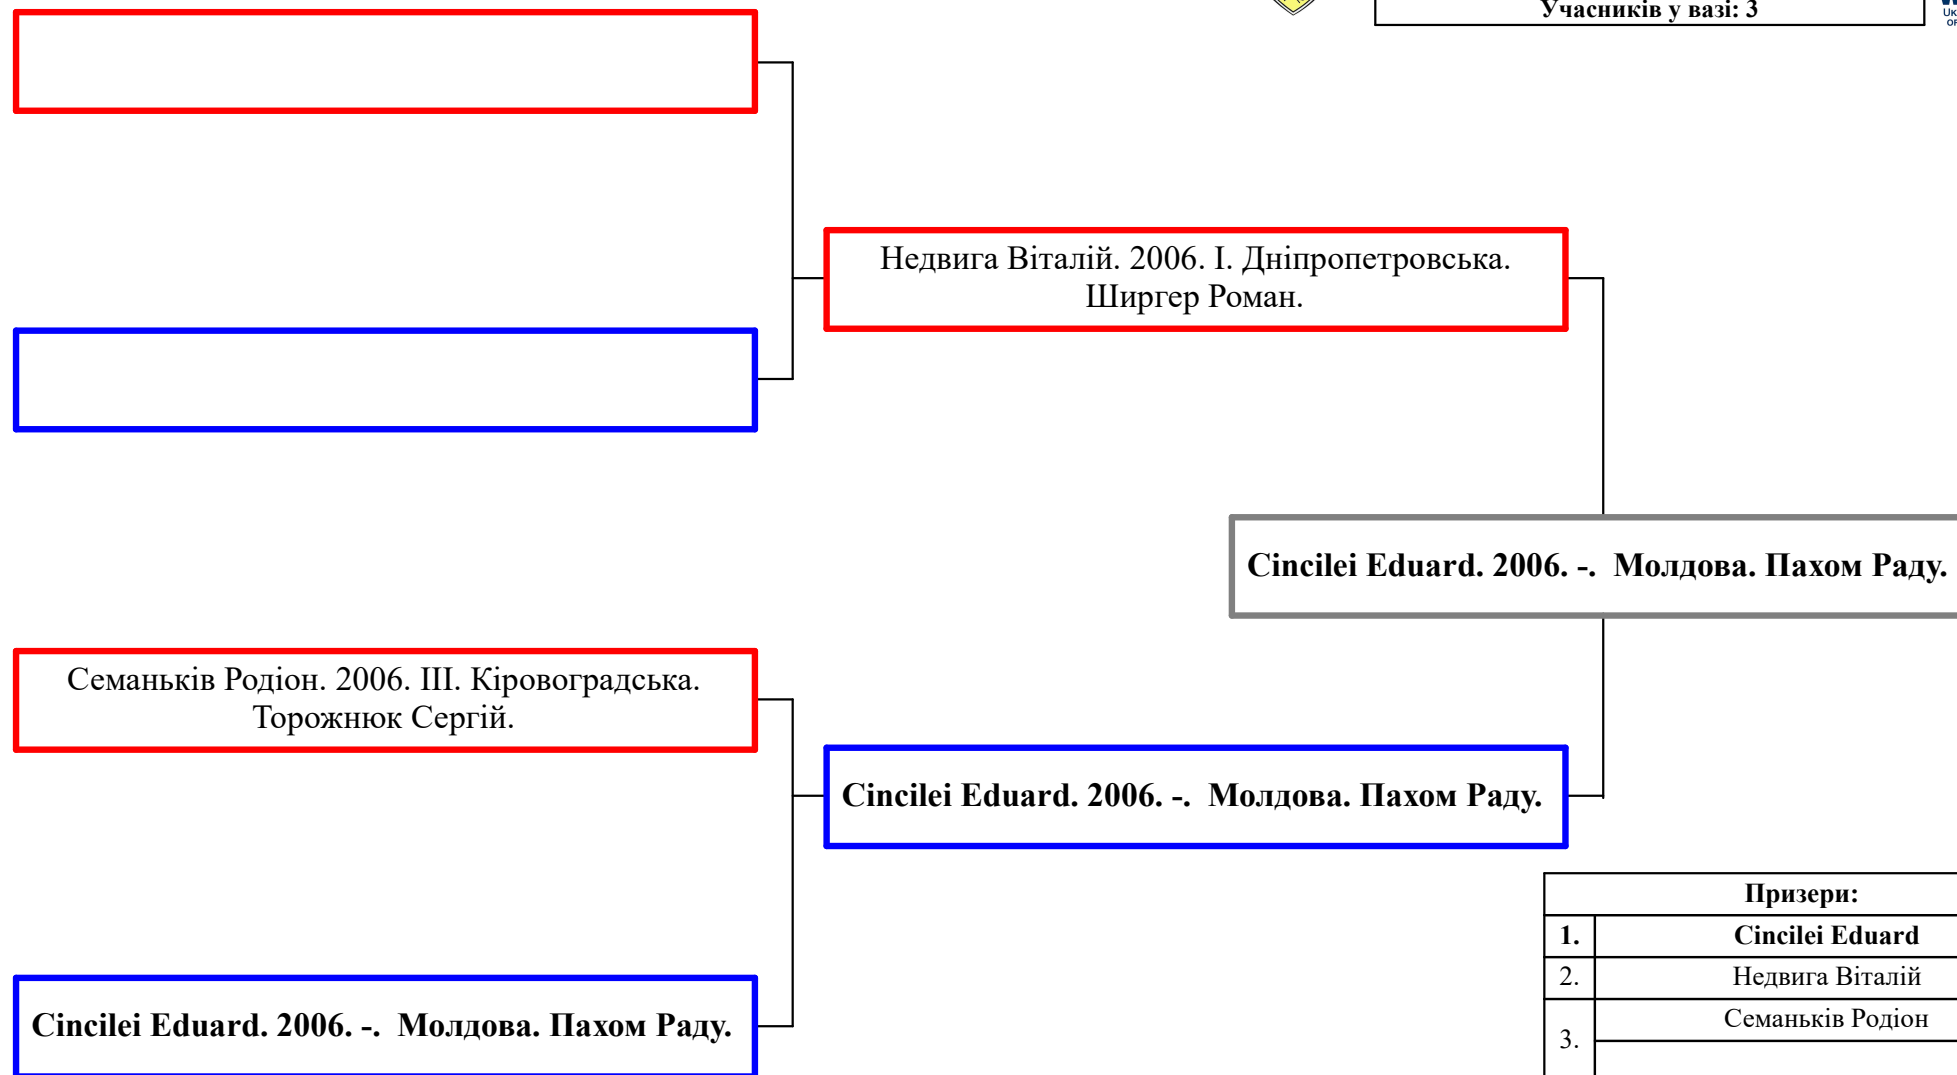 Учасників у вазі: 3
Недвига Віталій. 2006. І. Дніпропетровська.
Ширгер Роман.
Cincilei Eduard. 2006. -. Молдова. Пахом Раду.
Семаньків Родіон. 2006. ІІІ. Кіровоградська.
Торожнюк Сергій.
Cincilei Eduard. 2006. -. Молдова. Пахом Раду.
Cincilei Eduard. 2006. -. Молдова. Пахом Раду.
Призери:
1. Cincilei Eduard
2. Недвига Віталій
3. Семаньків Родіон